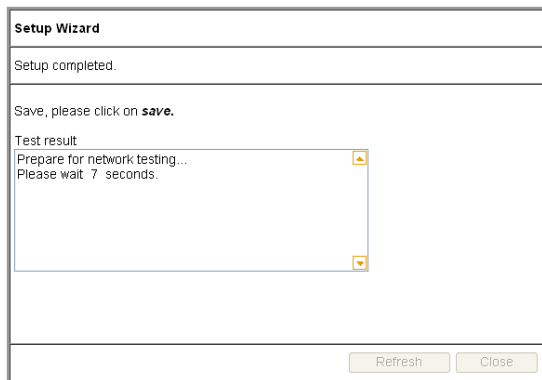 Setup Wizard
Setup completed.
Save, please click on save.
Test result
Prepare for network testing...
Please wait 7 seconds.
Refresh
Close